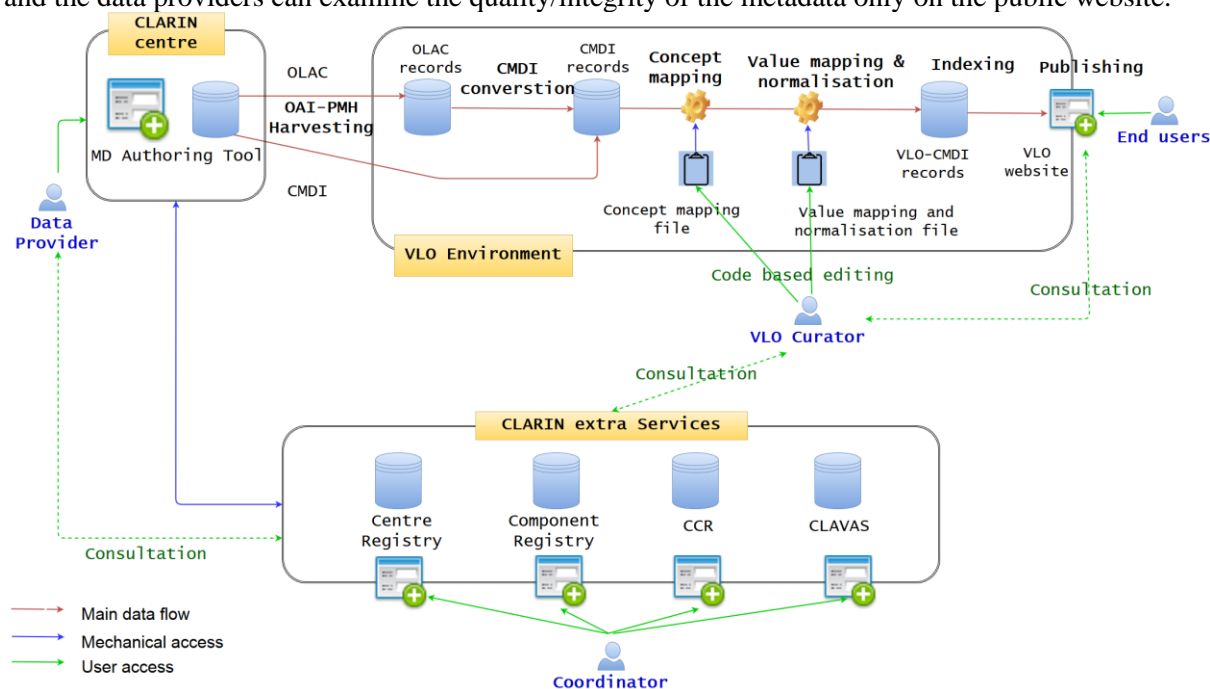 and the data providers can examine the quality/integrity of the metadata only on the public website.
CLARIN
centre
MD Authoring Tool
OLAC
OAI-PMH
Harvesting
CMDI
OLAC
records
CMDI
converstion
CMDI
records
Concept
mapping
Value mapping &
normalisation
Indexing
Publishing
VLO-CMDI
records
VLO
website
End users
Concept mapping
file
Value mapping and
normalisation file
VLO Environment
Data
Provider
Code based editing
VLO Curator
Consultation
Consultation
CLARIN extra Services
Centre
Registry
Component
Registry
CCR
CLAVAS
Consultation
Main data flow
Mechanical access
User access
Coordinator